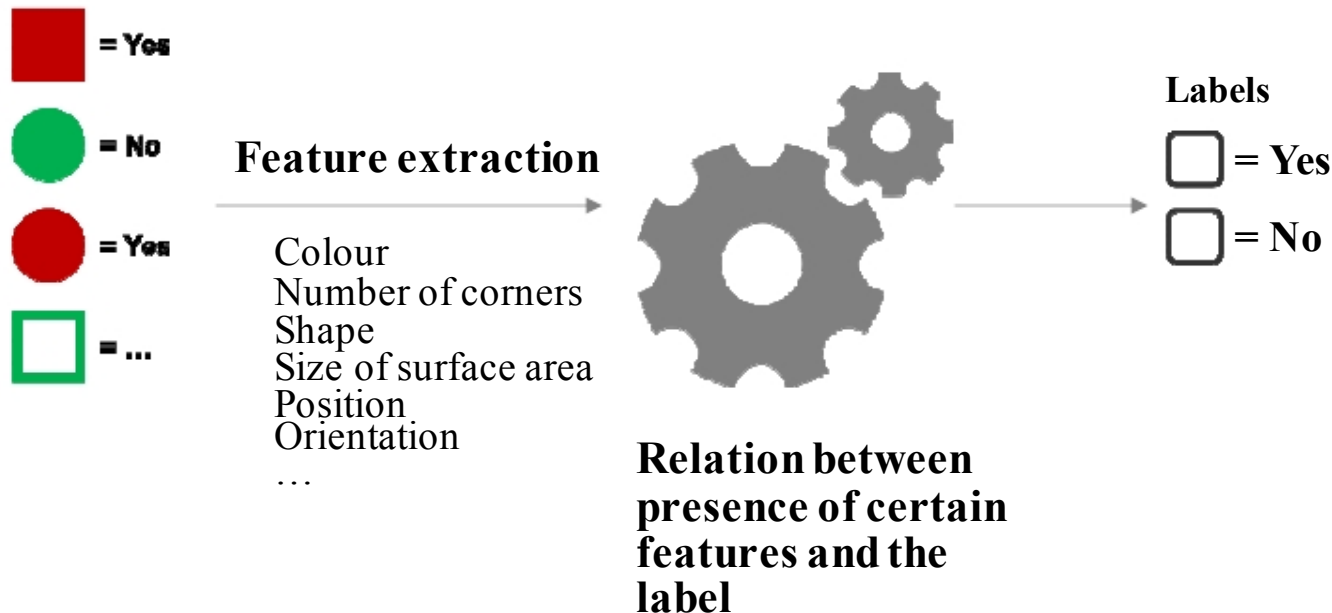 = Yes
= No
= Yes
= ...
Feature extraction
Colour
Number of corners
Shape
Size of surface area
Position
Orientation
…
Relation between
presence of certain
features and the
label
Labels
= Yes
= No